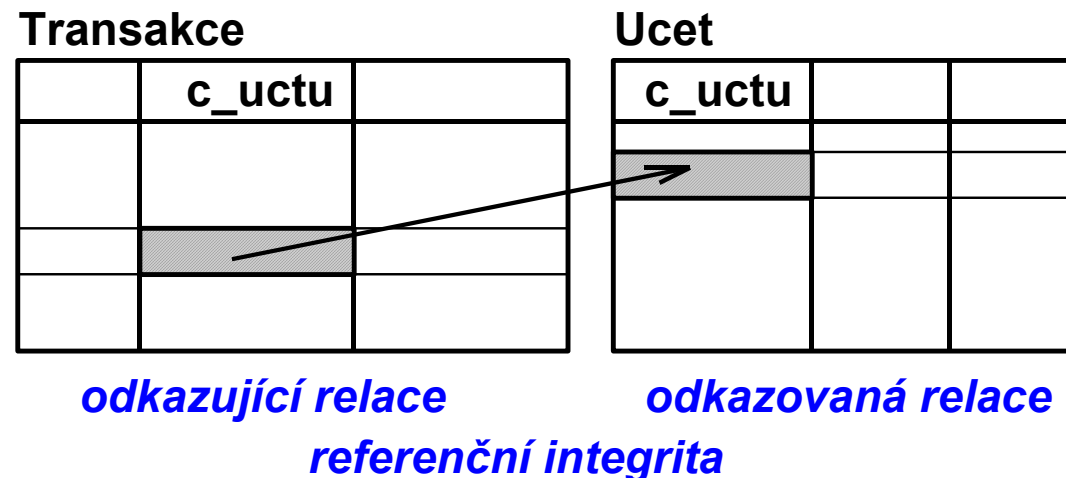 Transakce Ucet
c_uctu c_uctu
odkazující relace odkazovaná relace
referenční integrita